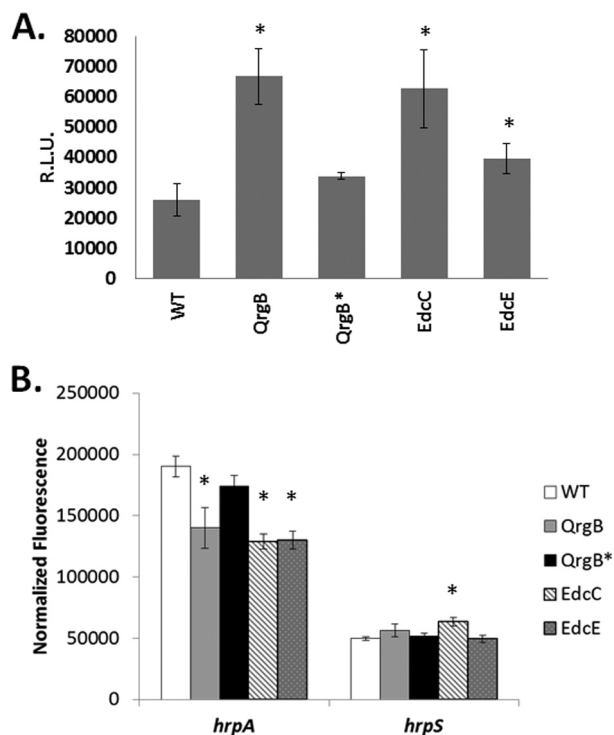 A.
80000
70000
60000
50000
40000
30000
20000
10000
0
R.L.U.
*
*
*
WT
QrgB
QrgB*
EdcC
EdcE
B.
250000
200000
150000
100000
50000
0
Normalized Fluorescence
*
*
*
*
hrpA
hrpS
WT
QrgB
QrgB*
EdcC
EdcE